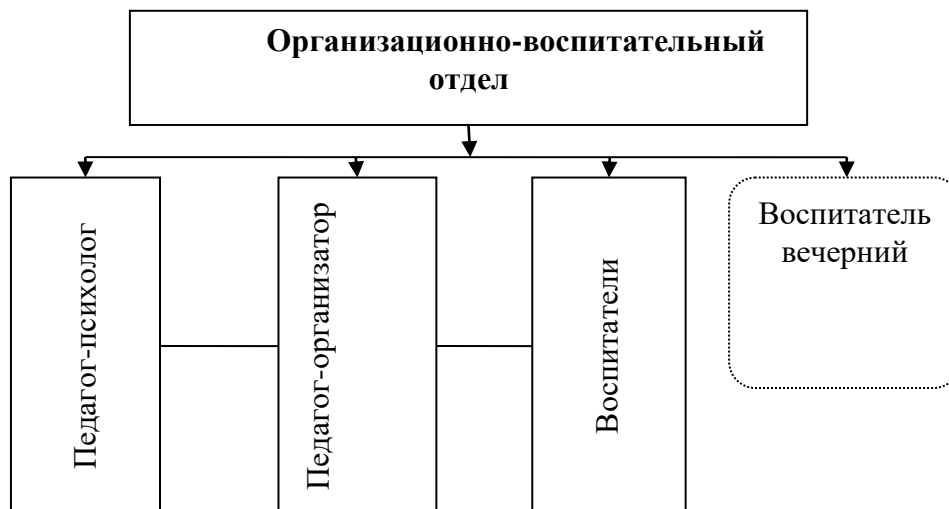 Организационно-воспитательный
отдел
Педагог-психолог
Педагог-организатор
Воспитатели
Воспитатель
вечерний